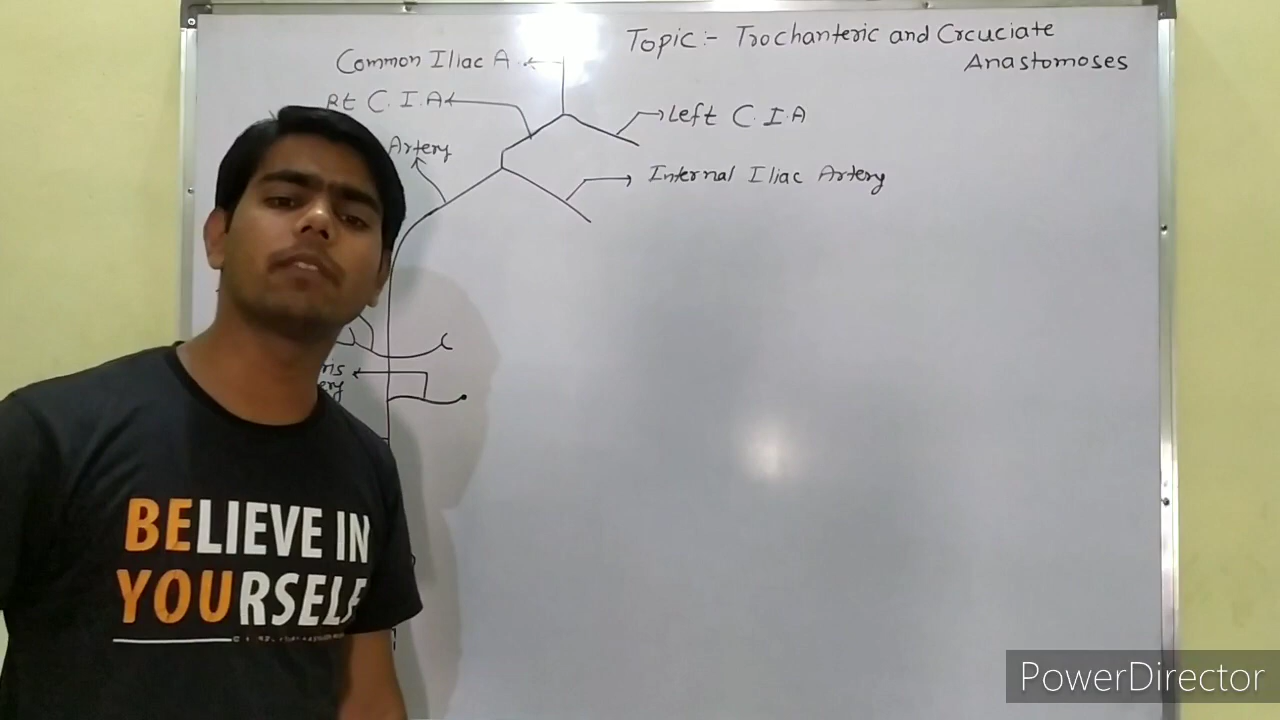 Topic:- Trochanteric and Crcuciate
Anastomoses
Common Iliac A
Rt C.I.A
Left C.I.A
Artery
Internal Iliac Artery
BELIEVE IN
YOURSELF
PowerDirector